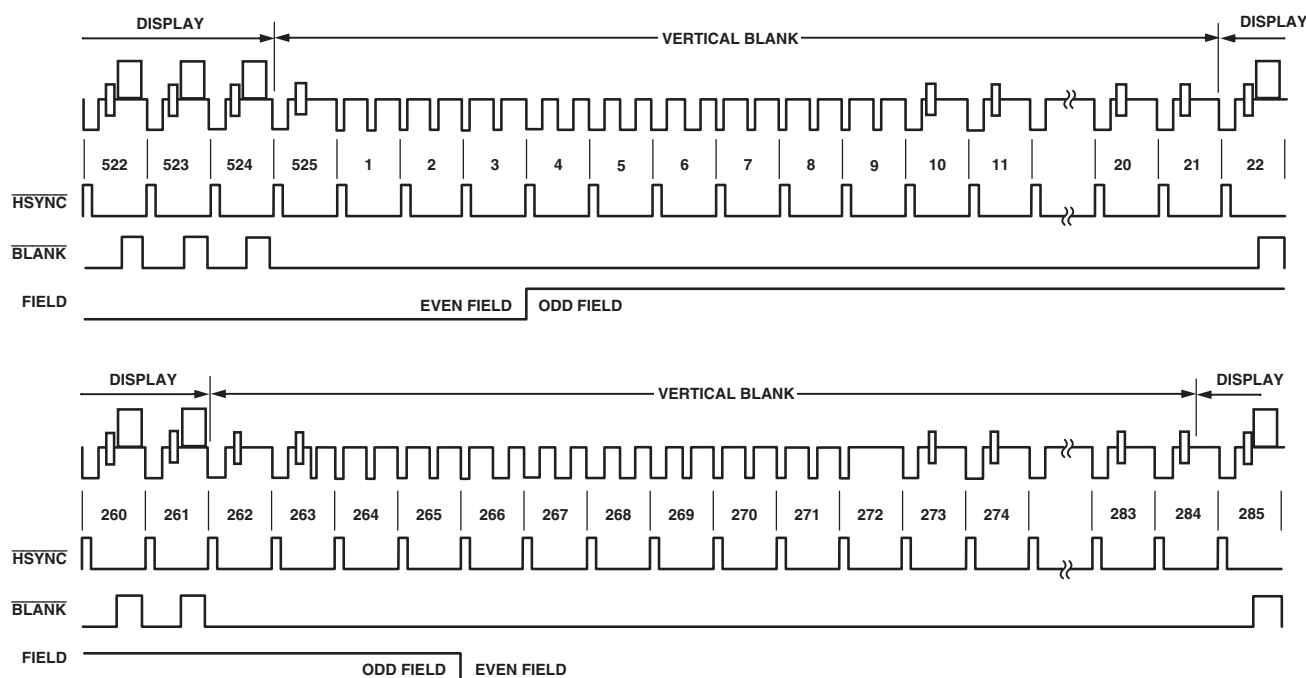 DISPLAY VERTICAL BLANK DISPLAY
522 523 524 525 1 2 3 4 5 6 7 8 9 10 11 20 21 22
HSYNC
BLANK
FIELD EVEN FIELD ODD FIELD
DISPLAY VERTICAL BLANK DISPLAY
260 261 262 263 264 265 266 267 268 269 270 271 272 273 274 283 284 285
HSYNC
BLANK
FIELD ODD FIELD EVEN FIELD